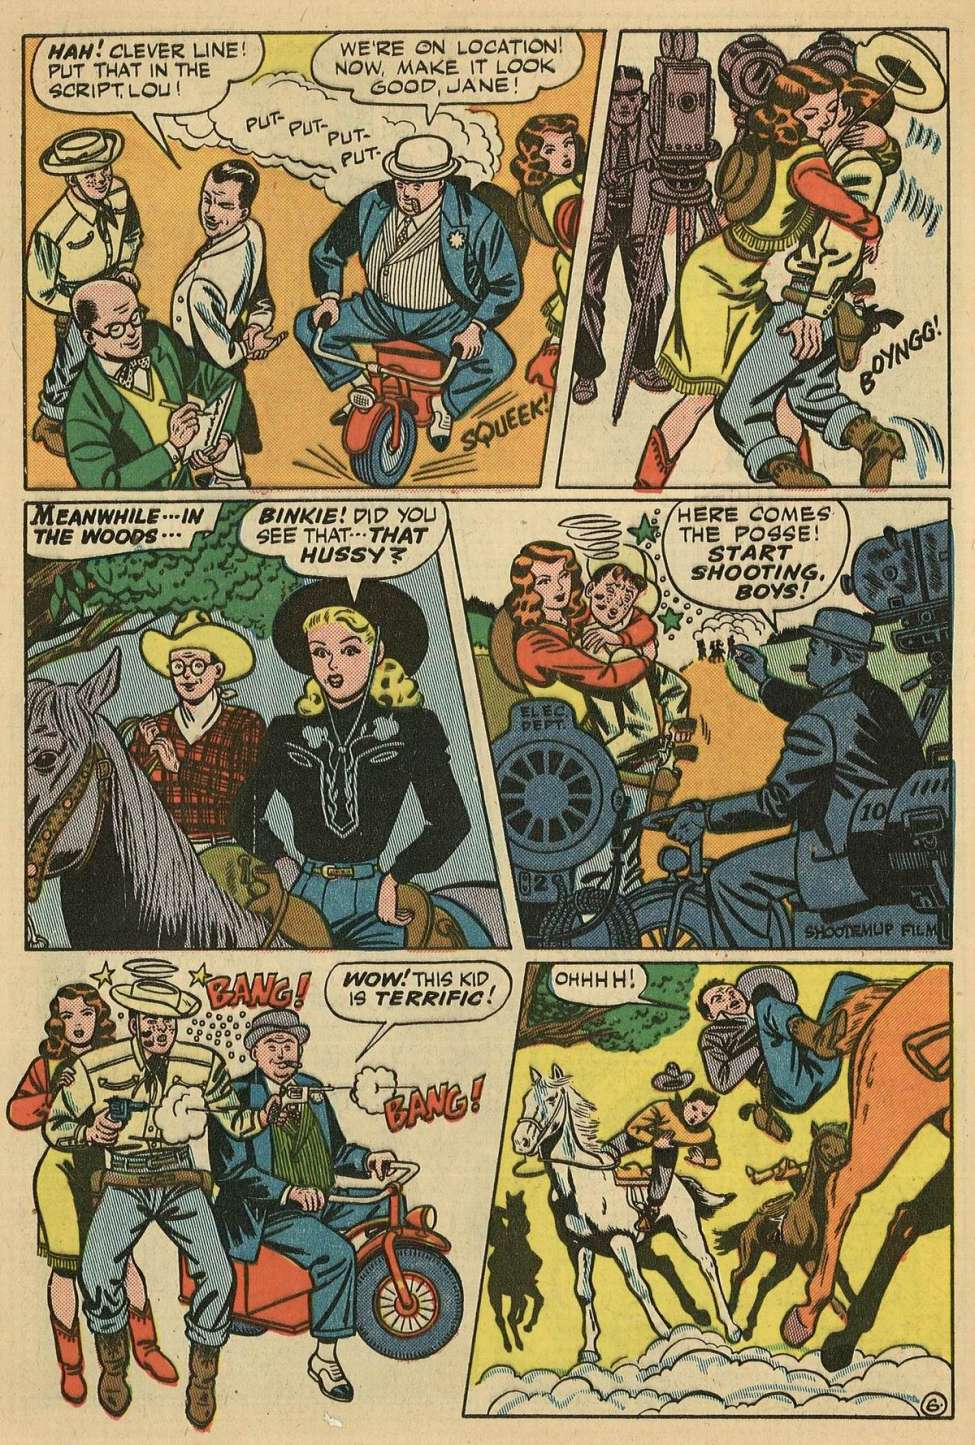 HAH! CLEVER LINE!
PUT THAT IN THE
SCRIPT, LOU!
WE'RE ON LOCATION!
NOW, MAKE IT LOOK
GOOD, JANE!
PUT- PUT- PUT-
PUT-
SQUEEK!
BOYNGG!
MEANWHILE...IN
THE WOODS...
BINKIE! DID YOU
SEE THAT...THAT
HUSSY?
HERE COMES
THE POSSE!
START
SHOOTING,
BOYS!
ELEC.
DEPT.
029
10
SHOOTEMUP FILM
BANG!
WOW! THIS KID
IS TERRIFIC!
BANG!
OHHHH!
6.